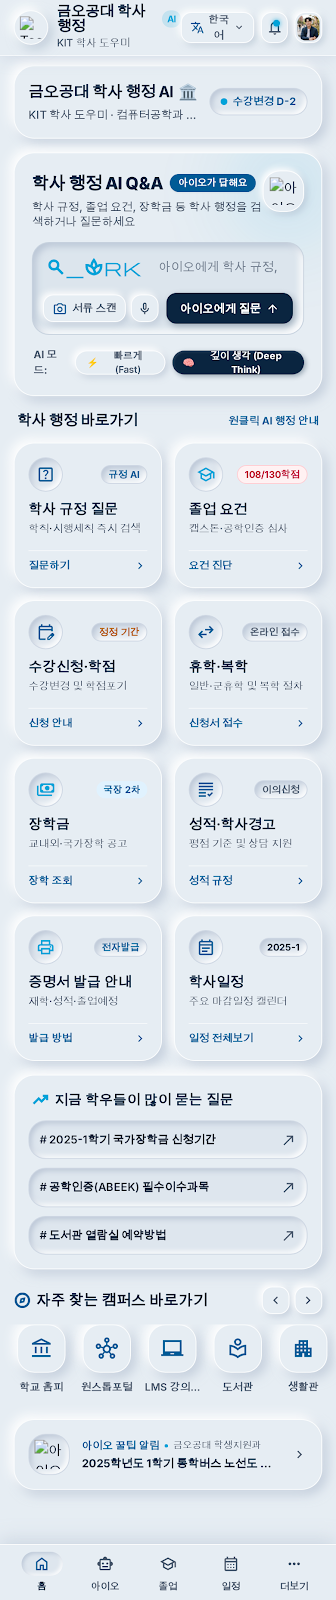 금오공대 학사
행정
KIT 학사 도우미
AI
한국
어
금오공대 학사 행정 AI 🏛️
KIT 학사 도우미 · 컴퓨터공학과 ...
수강변경 D-2
학사 행정 AI Q&A
아이오가 답해요
아이
학사 규정, 졸업 요건, 장학금 등 학사 행정을 검
색하거나 질문하세요
아이오에게 학사 규정,
서류 스캔
아이오에게 질문 ↑
AI 모
드:
⚡ 빠르게
(Fast)
🧠 깊이 생각 (Deep
Think)
학사 행정 바로가기
원클릭 AI 행정 안내
규정 AI
학사 규정 질문
학칙·시행세칙 즉시 검색
질문하기
108/130학점
졸업 요건
캡스톤·공학인증 심사
요건 진단
정정 기간
수강신청·학점
수강변경 및 학점포기
신청 안내
온라인 접수
휴학·복학
일반·군휴학 및 복학 절차
신청서 접수
국장 2차
장학금
교내외·국가장학 공고
장학 조회
이의신청
성적·학사경고
평점 기준 및 상담 지원
성적 규정
전자발급
증명서 발급 안내
재학·성적·졸업예정
발급 방법
2025-1
학사일정
주요 마감일정 캘린더
일정 전체보기
지금 학우들이 많이 묻는 질문
# 2025-1학기 국가장학금 신청기간
# 공학인증(ABEEK) 필수이수과목
# 도서관 열람실 예약방법
자주 찾는 캠퍼스 바로가기
학교 홈피
원스톱포털
LMS 강의...
도서관
생활관
아이
아이오 꿀팁 알림 • 금오공대 학생지원과
2025학년도 1학기 통학버스 노선도 ...
홈
아이오
졸업
일정
더보기